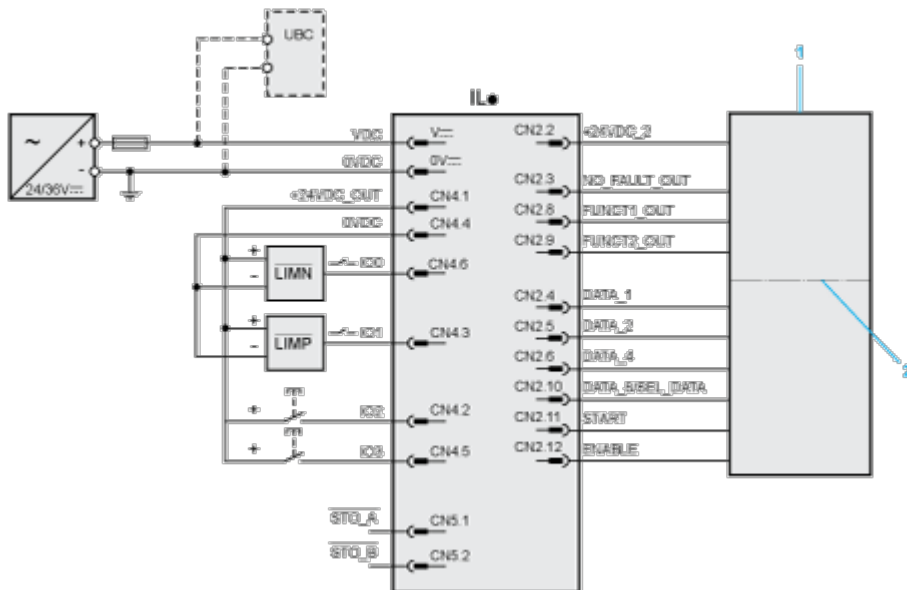 UBC
IL●
1
~
+
-
24/36V
VDC
V
CN2.2
+24VDC_2
0VDC
0V
CN2.3
NO_FAULT_OUT
+24VDC_OUT
CN4.1
CN2.8
FUNCT1_OUT
0VDC
CN4.4
CN2.9
FUNCT2_OUT
+
-
LIMN
IO0
CN4.6
CN2.4
DATA_1
+
-
LIMP
IO1
CN4.3
CN2.5
DATA_2
2
CN2.6
DATA_4
CN2.10
DATA_8/SEL_DATA
+
IO2
CN4.2
CN2.11
START
+
IO3
CN4.5
CN2.12
ENABLE
STO_A
CN5.1
STO_B
CN5.2